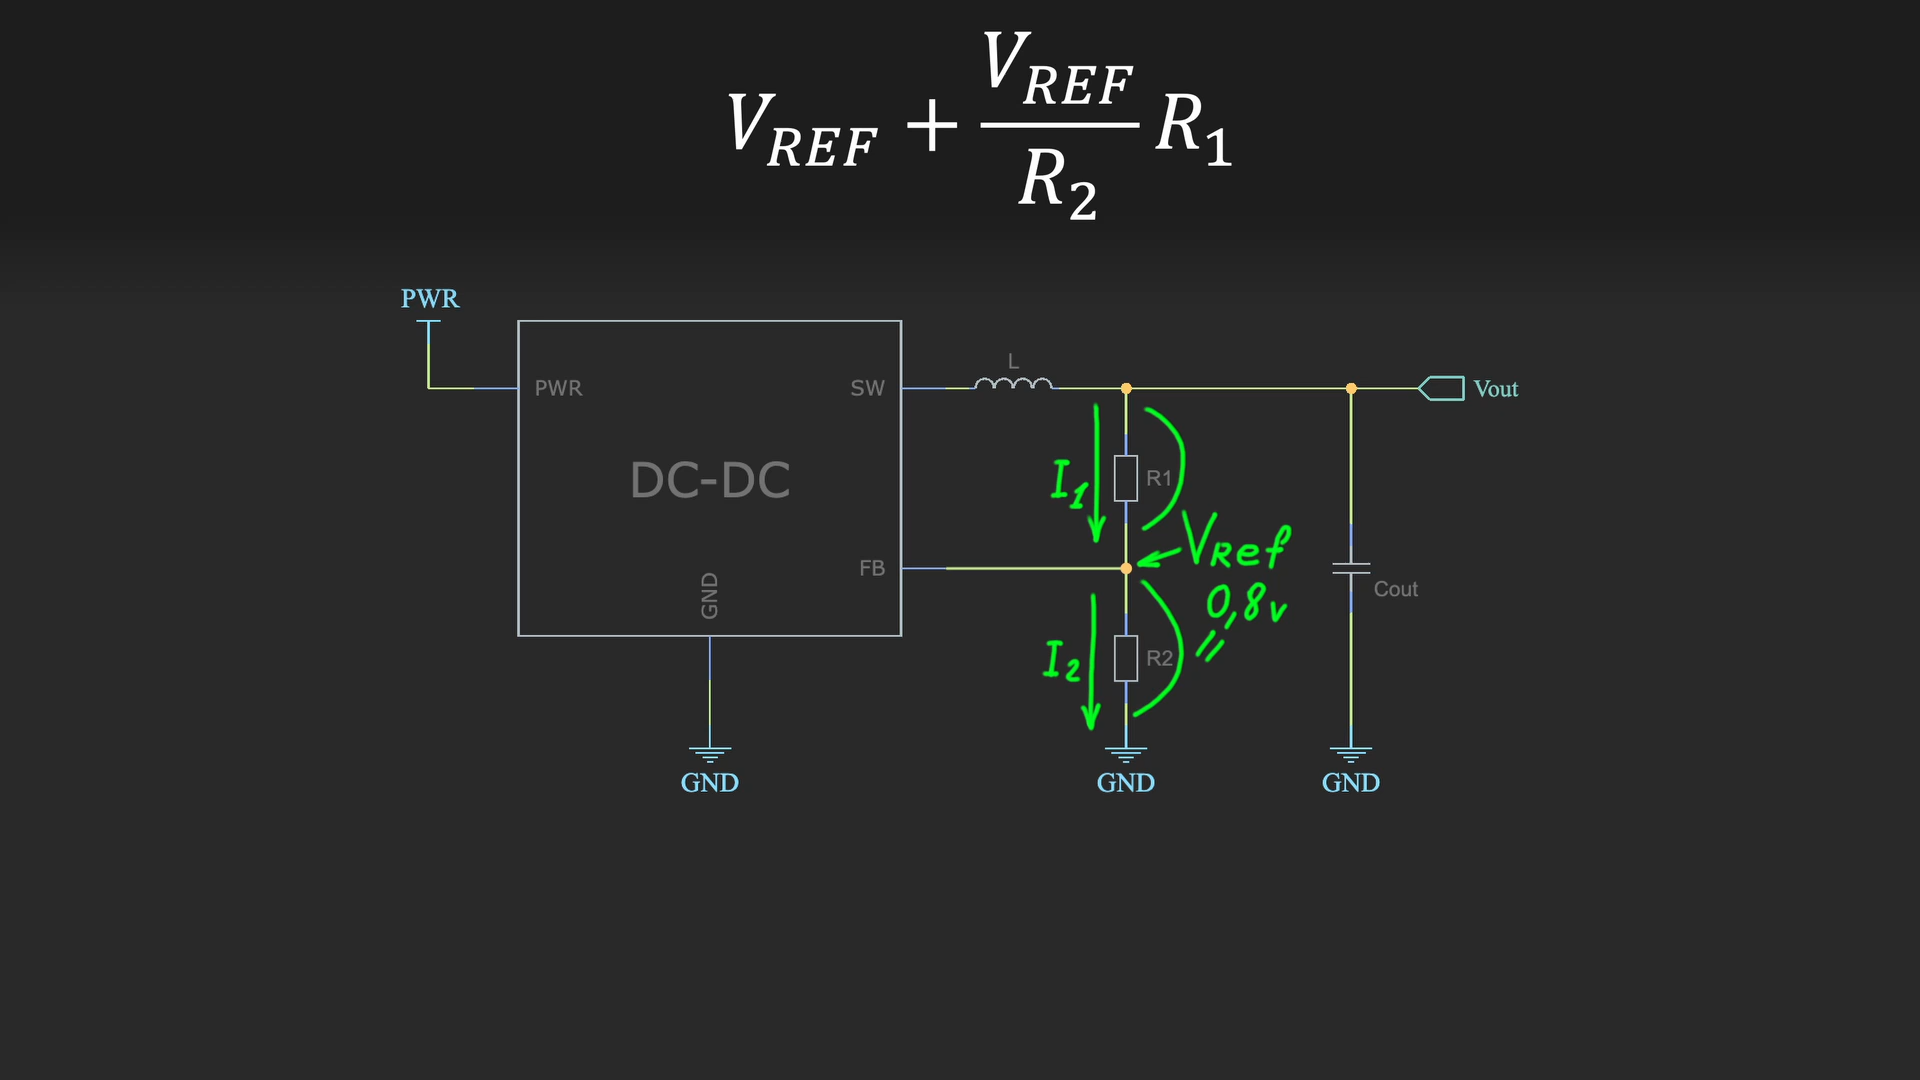 V_REF + V_REF / R_2 R_1
PWR
PWR
SW
L
Vout
DC-DC
I1
R1
VRef
0,8v
FB
GND
Cout
I2
R2
GND
GND
GND